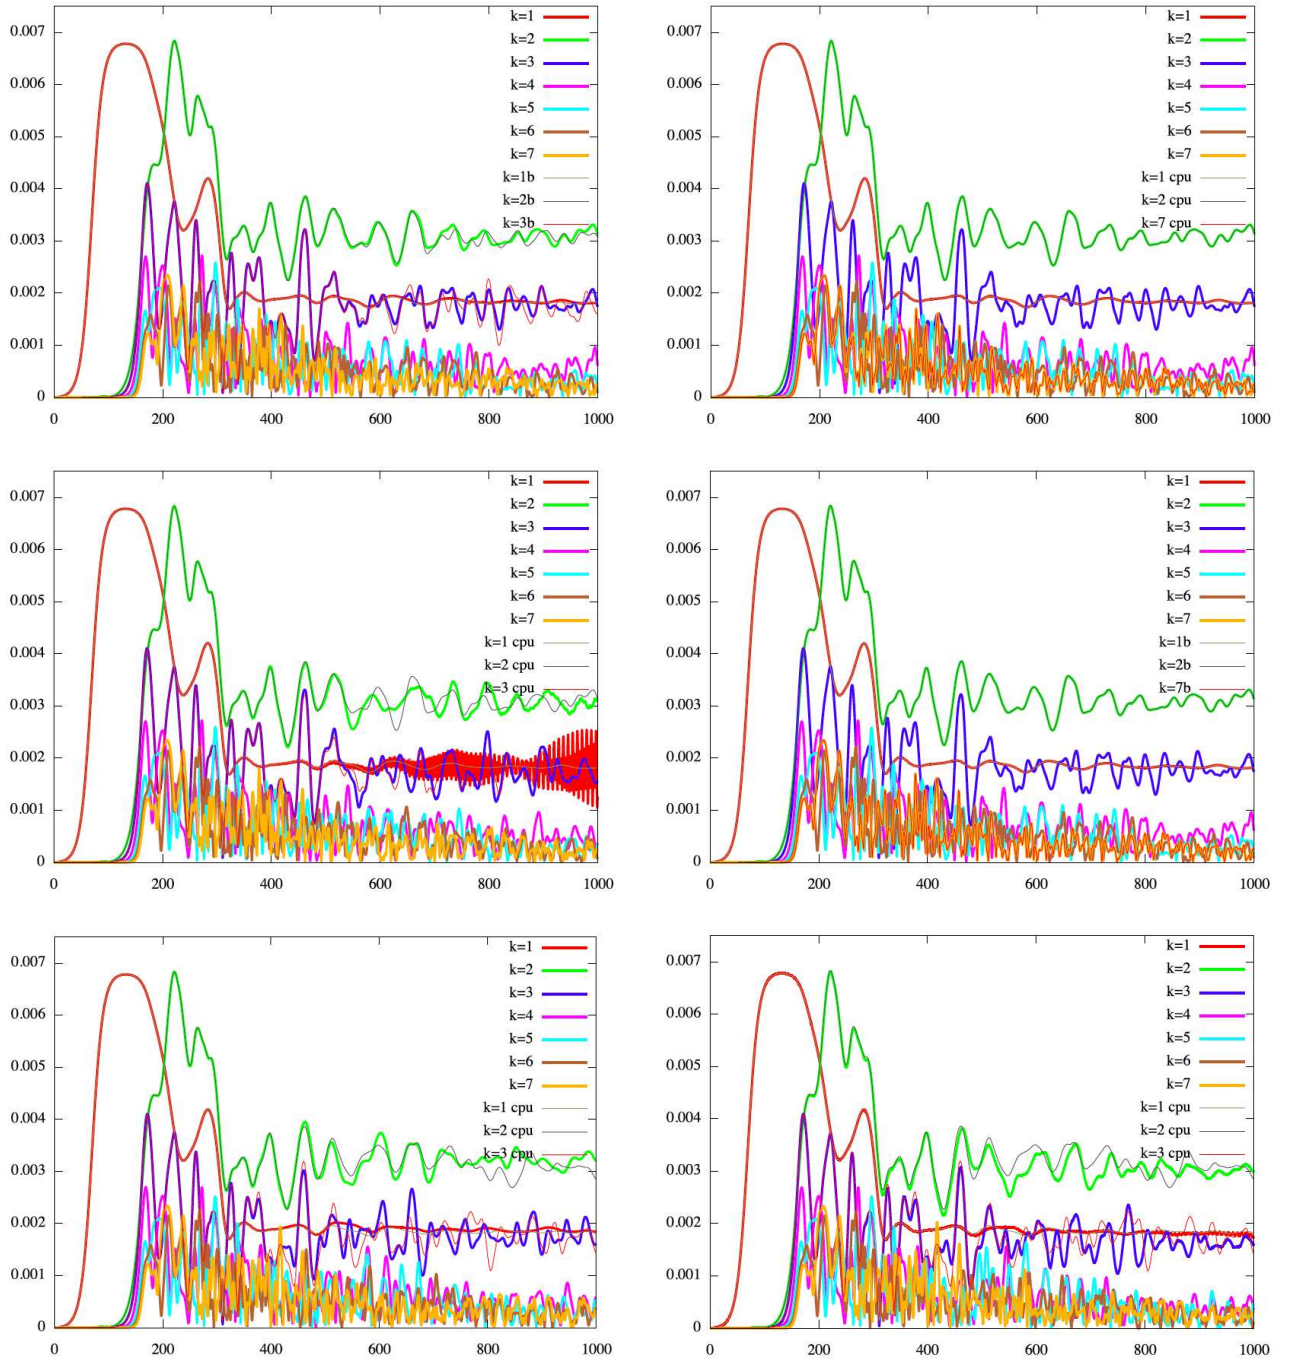 0.007
0.006
0.005
0.004
0.003
0.002
0.001
0
0 200 400 600 800 1000
k=1
k=2
k=3
k=4
k=5
k=6
k=7
k=1b
k=2b
k=3b
0.007
0.006
0.005
0.004
0.003
0.002
0.001
0
0 200 400 600 800 1000
k=1
k=2
k=3
k=4
k=5
k=6
k=7
k=1 cpu
k=2 cpu
k=7 cpu
0.007
0.006
0.005
0.004
0.003
0.002
0.001
0
0 200 400 600 800 1000
k=1
k=2
k=3
k=4
k=5
k=6
k=7
k=1 cpu
k=2 cpu
k=3 cpu
0.007
0.006
0.005
0.004
0.003
0.002
0.001
0
0 200 400 600 800 1000
k=1
k=2
k=3
k=4
k=5
k=6
k=7
k=1b
k=2b
k=7b
0.007
0.006
0.005
0.004
0.003
0.002
0.001
0
0 200 400 600 800 1000
k=1
k=2
k=3
k=4
k=5
k=6
k=7
k=1 cpu
k=2 cpu
k=3 cpu
0.007
0.006
0.005
0.004
0.003
0.002
0.001
0
0 200 400 600 800 1000
k=1
k=2
k=3
k=4
k=5
k=6
k=7
k=1 cpu
k=2 cpu
k=3 cpu